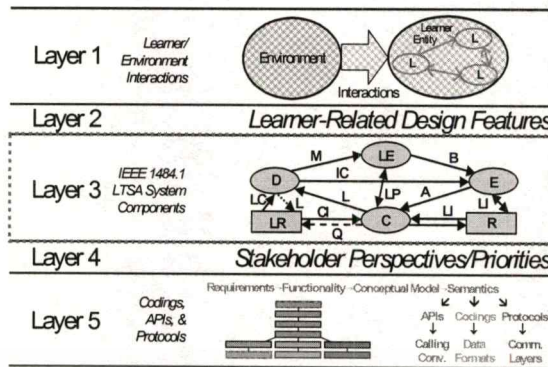 Layer 1
Learner/
Environment
Interactions
Environment
Interactions
Learner
Entity
L
L
L
Layer 2
Learner-Related Design Features
Layer 3
IEEE 1484.1
LTSA System
Components
M
LE
B
D
IC
E
LC
L
L
LP
A
LI
LR
CI
C
LI
R
Q
Layer 4
Stakeholder Perspectives/Priorities
Layer 5
Codings,
APIs, &
Protocols
Requirements -Functionality -Conceptual Model -Semantics
APIs Codings Protocols
Calling Data Comm.
Conv. Formats Layers